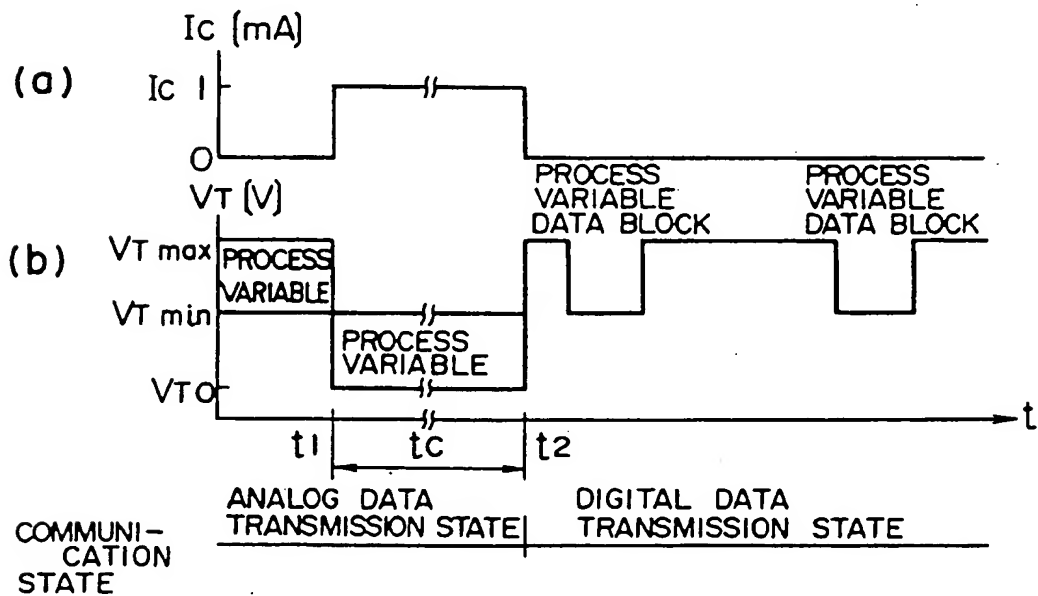 Ic [mA]
(a)
Ic 1
0
PROCESS
VARIABLE
DATA BLOCK
PROCESS
VARIABLE
DATA BLOCK
VT [V]
(b)
VT max
PROCESS
VARIABLE
VT min
PROCESS
VARIABLE
VT0
t
t1
tc
t2
ANALOG DATA
TRANSMISSION STATE
DIGITAL DATA
TRANSMISSION STATE
COMMUNI-
CATION
STATE